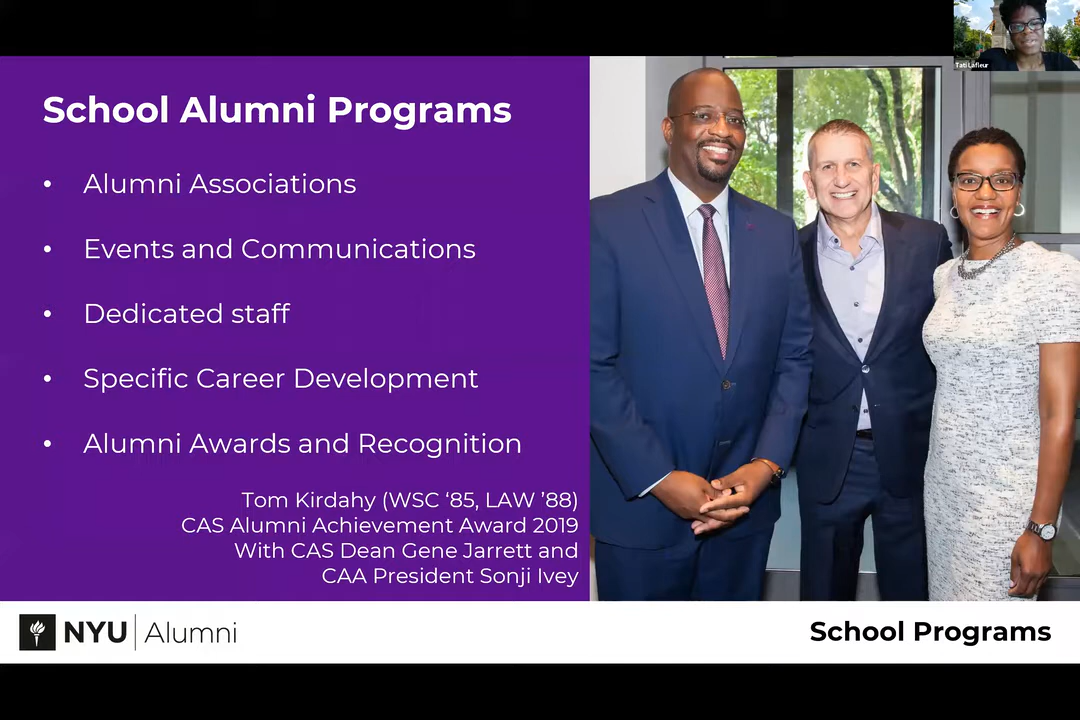 Tati Lafleur
School Alumni Programs
• Alumni Associations
• Events and Communications
• Dedicated staff
• Specific Career Development
• Alumni Awards and Recognition
Tom Kirdahy (WSC ‘85, LAW ’88)
CAS Alumni Achievement Award 2019
With CAS Dean Gene Jarrett and
CAA President Sonji Ivey
NYU Alumni
School Programs